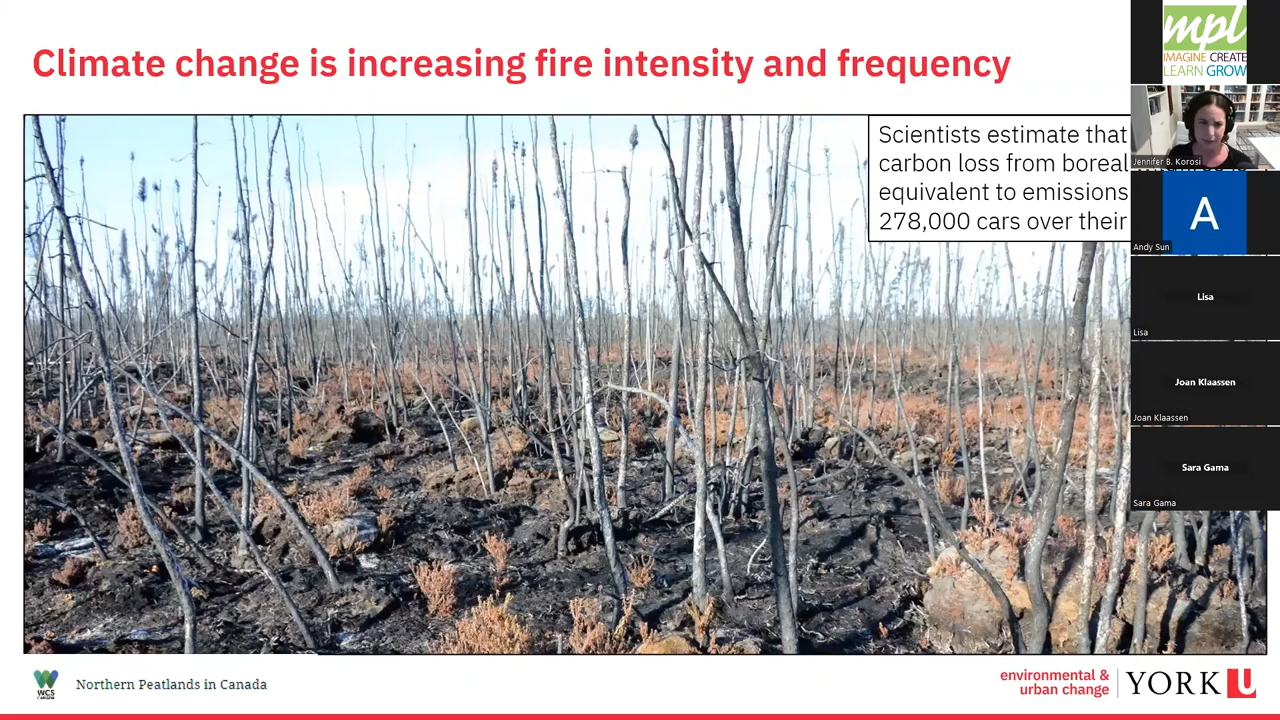 Climate change is increasing fire intensity and frequency
Scientists estimate that
carbon loss from boreal
equivalent to emissions
278,000 cars over their
mpl
IMAGINE CREATE
LEARN GROW
Jennifer B. Korosi
A
Andy Sun
Lisa
Lisa
Joan Klaassen
Joan Klaassen
Sara Gama
Sara Gama
WCS
CANADA
Northern Peatlands in Canada
environmental &
urban change
YORK U